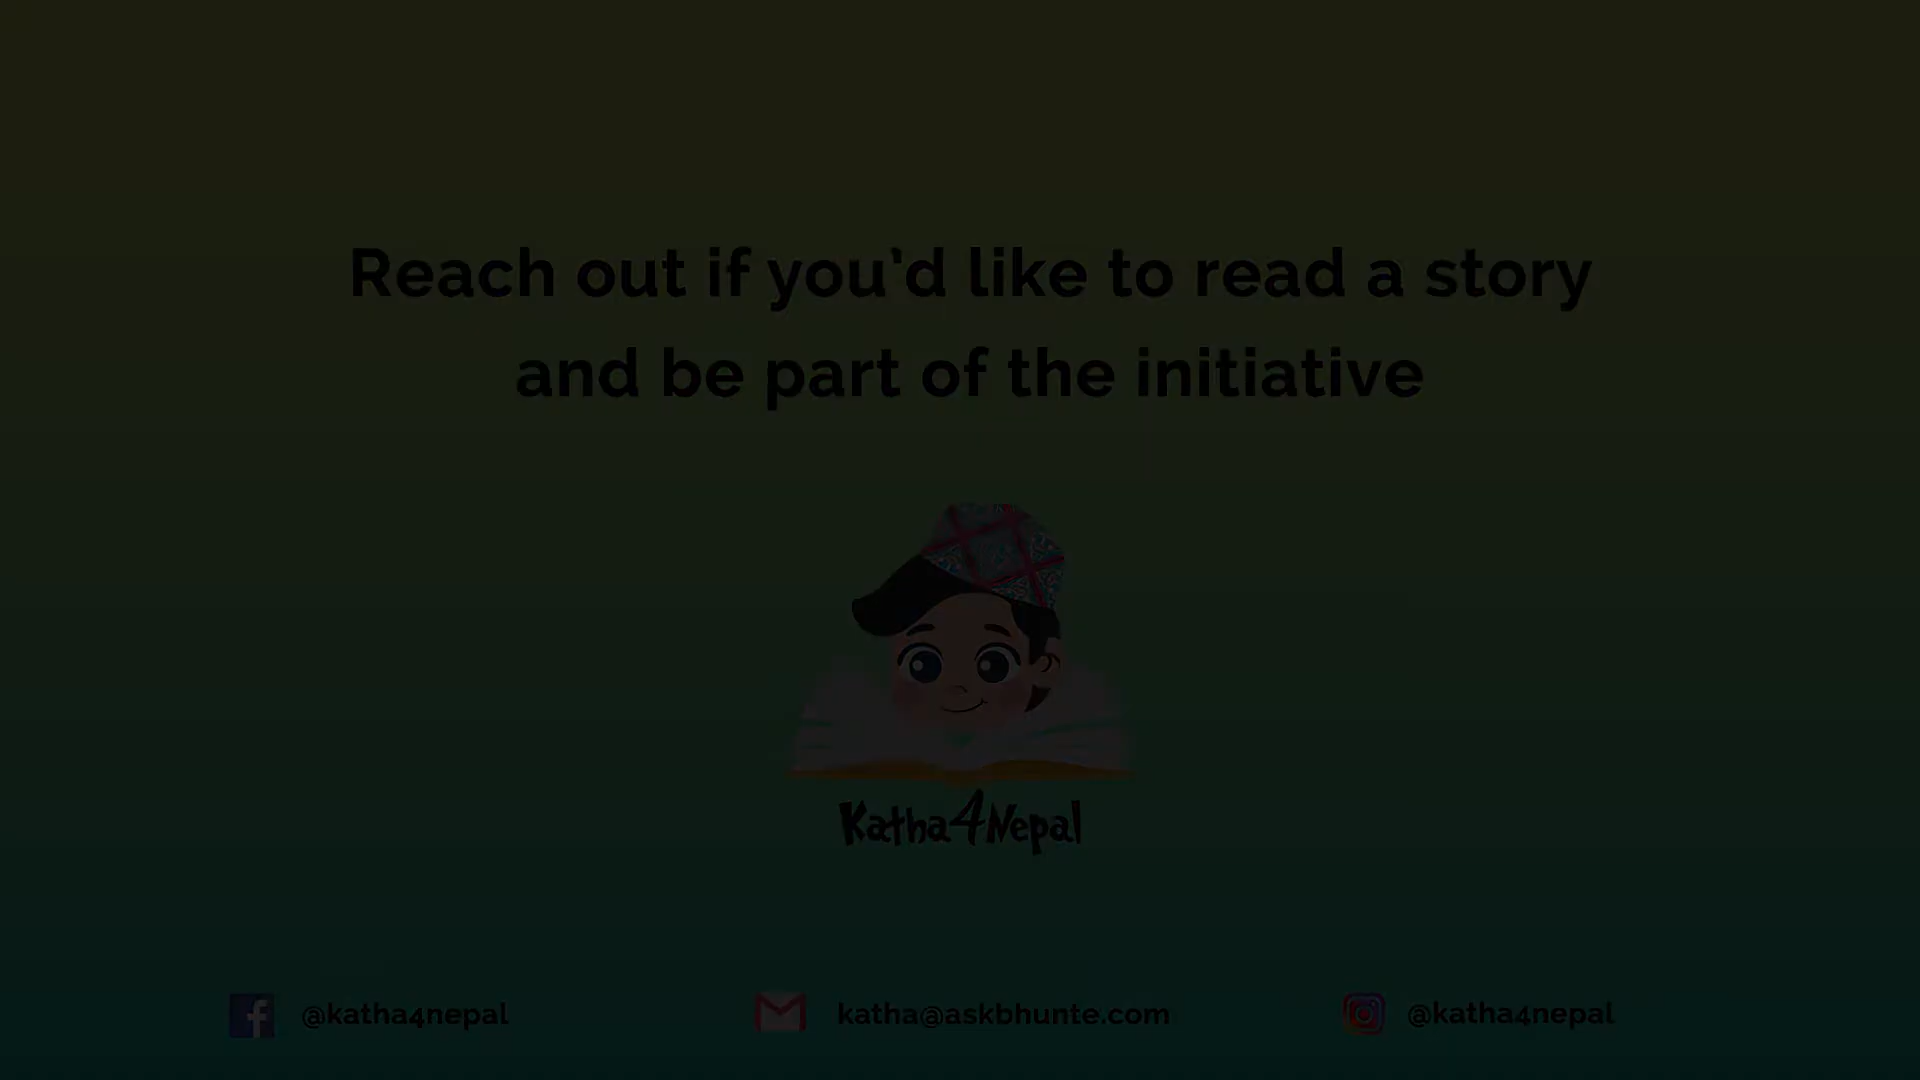 Reach out if you'd like to read a story
and be part of the initiative
Katha4Nepal
@katha4nepal
katha@askbhunte.com
@katha4nepal